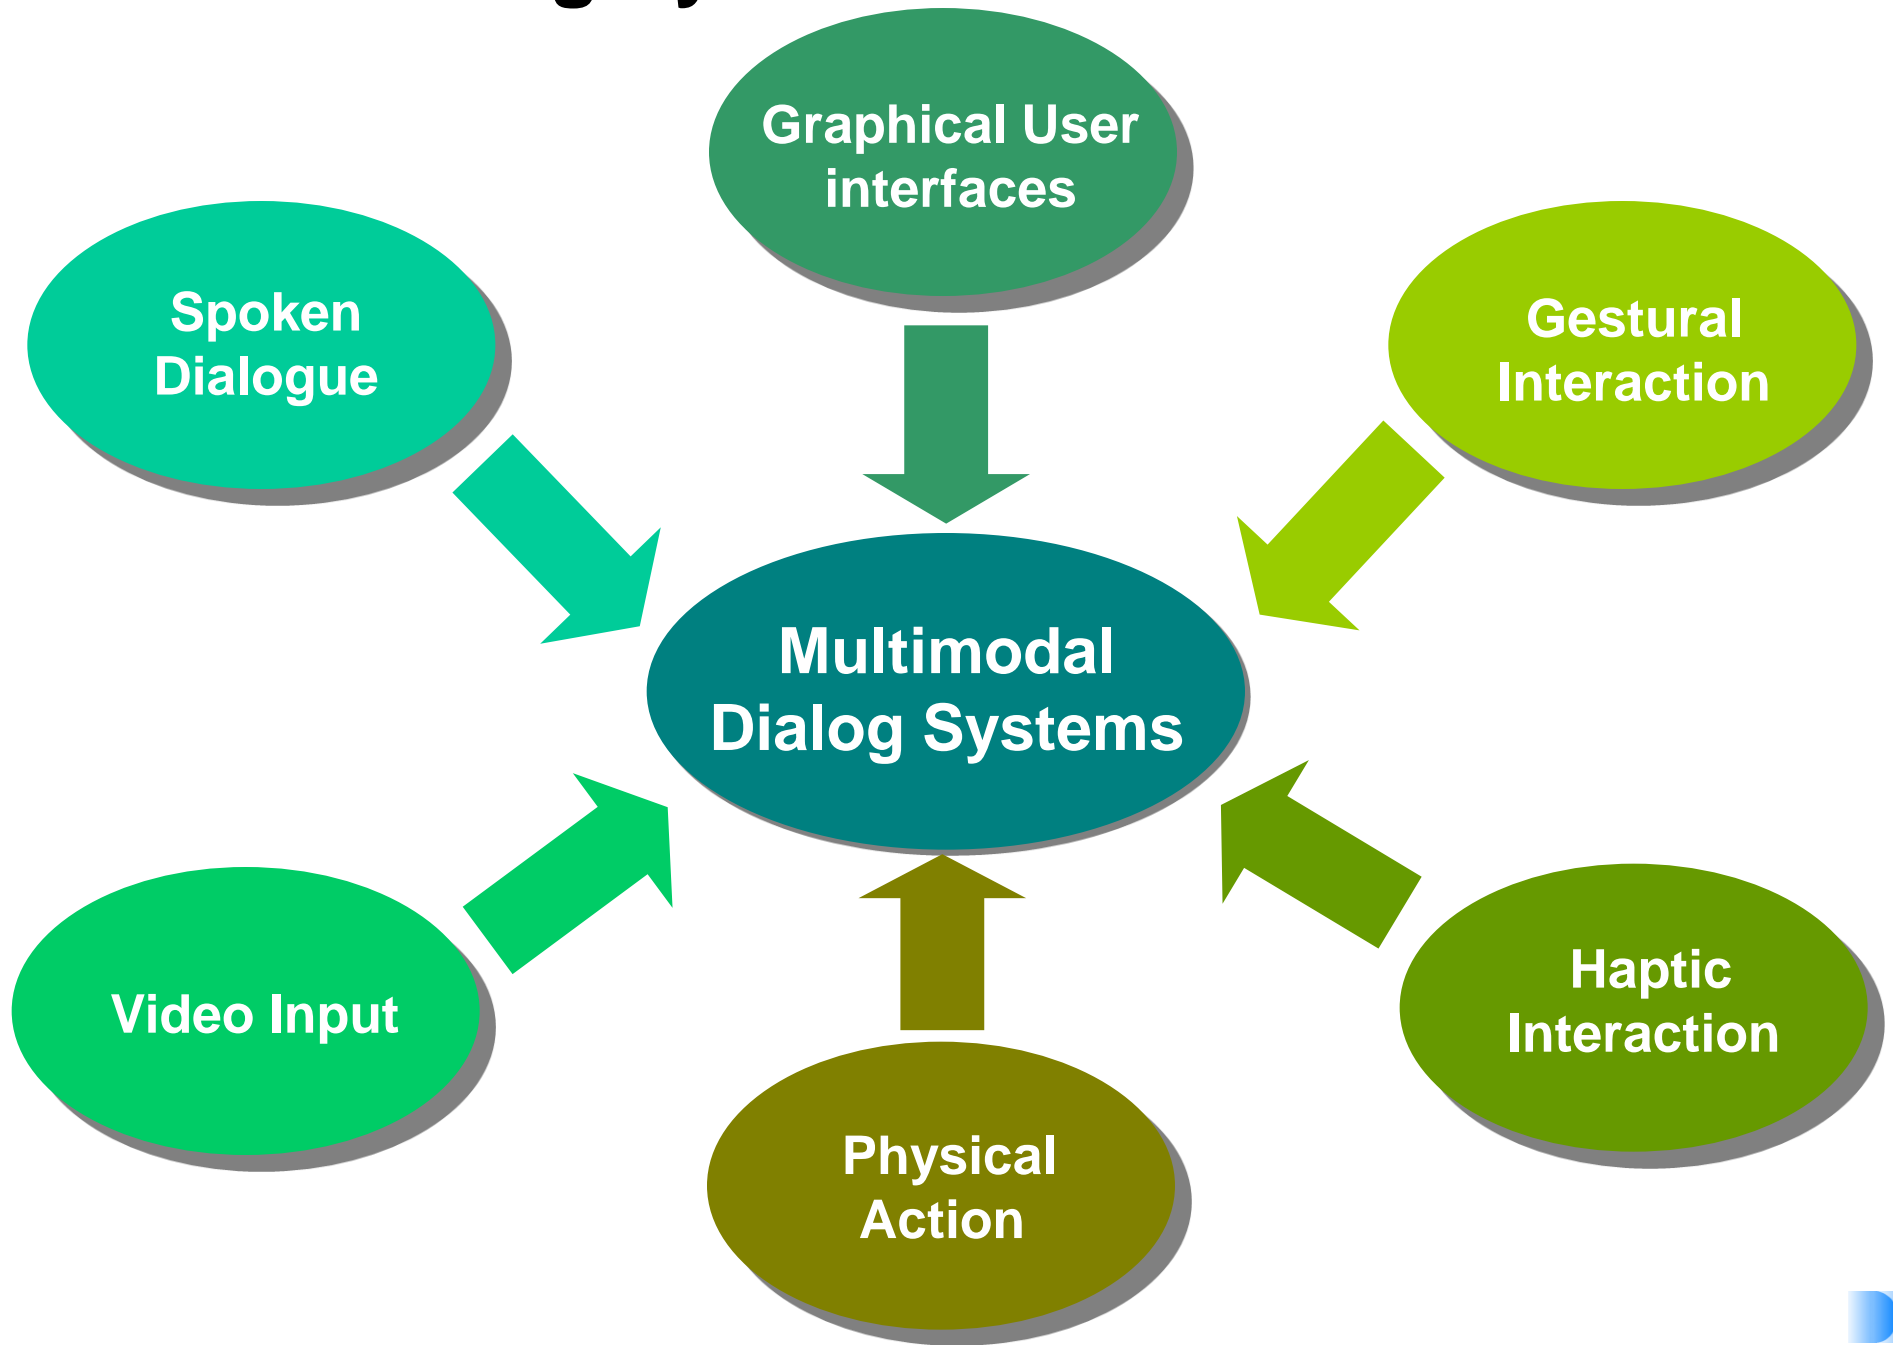 Graphical User
interfaces
Spoken
Dialogue
Gestural
Interaction
Multimodal
Dialog Systems
Video Input
Haptic
Interaction
Physical
Action